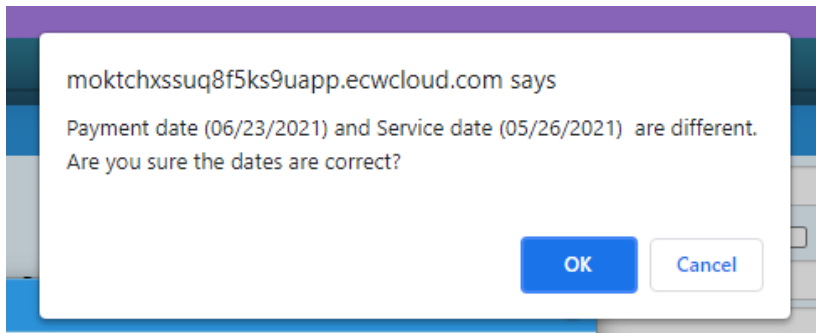 moktchxssuq8f5ks9uapp.ecwcloud.com says
Payment date (06/23/2021) and Service date (05/26/2021) are different.
Are you sure the dates are correct?
OK Cancel